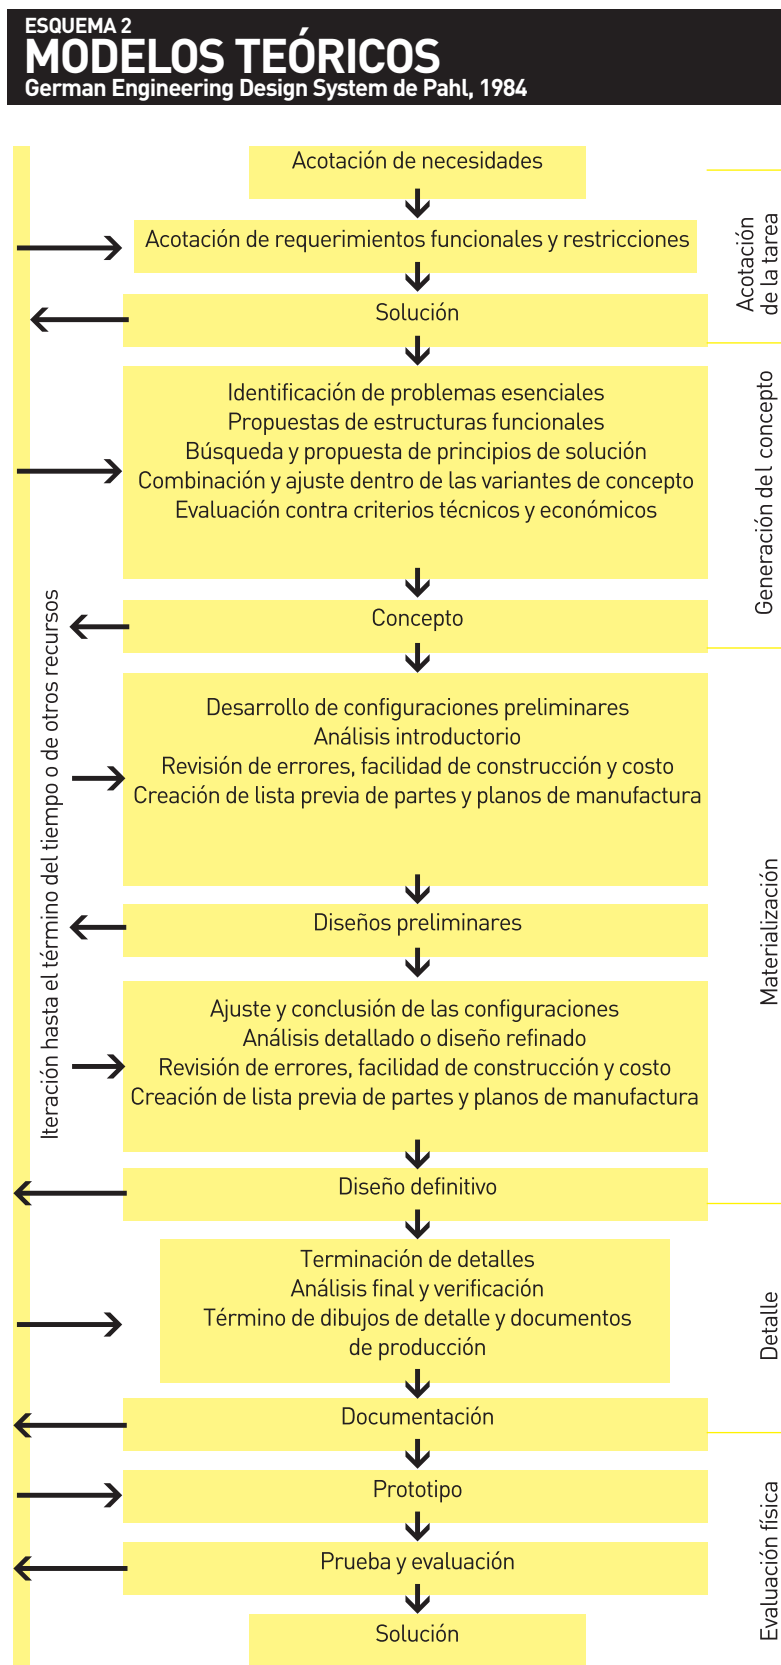 ESQUEMA 2
MODELOS TEÓRICOS
German Engineering Design System de Pahl, 1984
Acotación de necesidades
Acotación de requerimientos funcionales y restricciones
Solución
Acotación
de la tarea
Identificación de problemas esenciales
Propuestas de estructuras funcionales
Búsqueda y propuesta de principios de solución
Combinación y ajuste dentro de las variantes de concepto
Evaluación contra criterios técnicos y económicos
Concepto
Generación del concepto
Iteración hasta el término del tiempo o de otros recursos
Desarrollo de configuraciones preliminares
Análisis introductorio
Revisión de errores, facilidad de construcción y costo
Creación de lista previa de partes y planos de manufactura
Diseños preliminares
Ajuste y conclusión de las configuraciones
Análisis detallado o diseño refinado
Revisión de errores, facilidad de construcción y costo
Creación de lista previa de partes y planos de manufactura
Diseño definitivo
Materialización
Terminación de detalles
Análisis final y verificación
Término de dibujos de detalle y documentos
de producción
Documentación
Detalle
Prototipo
Prueba y evaluación
Solución
Evaluación física